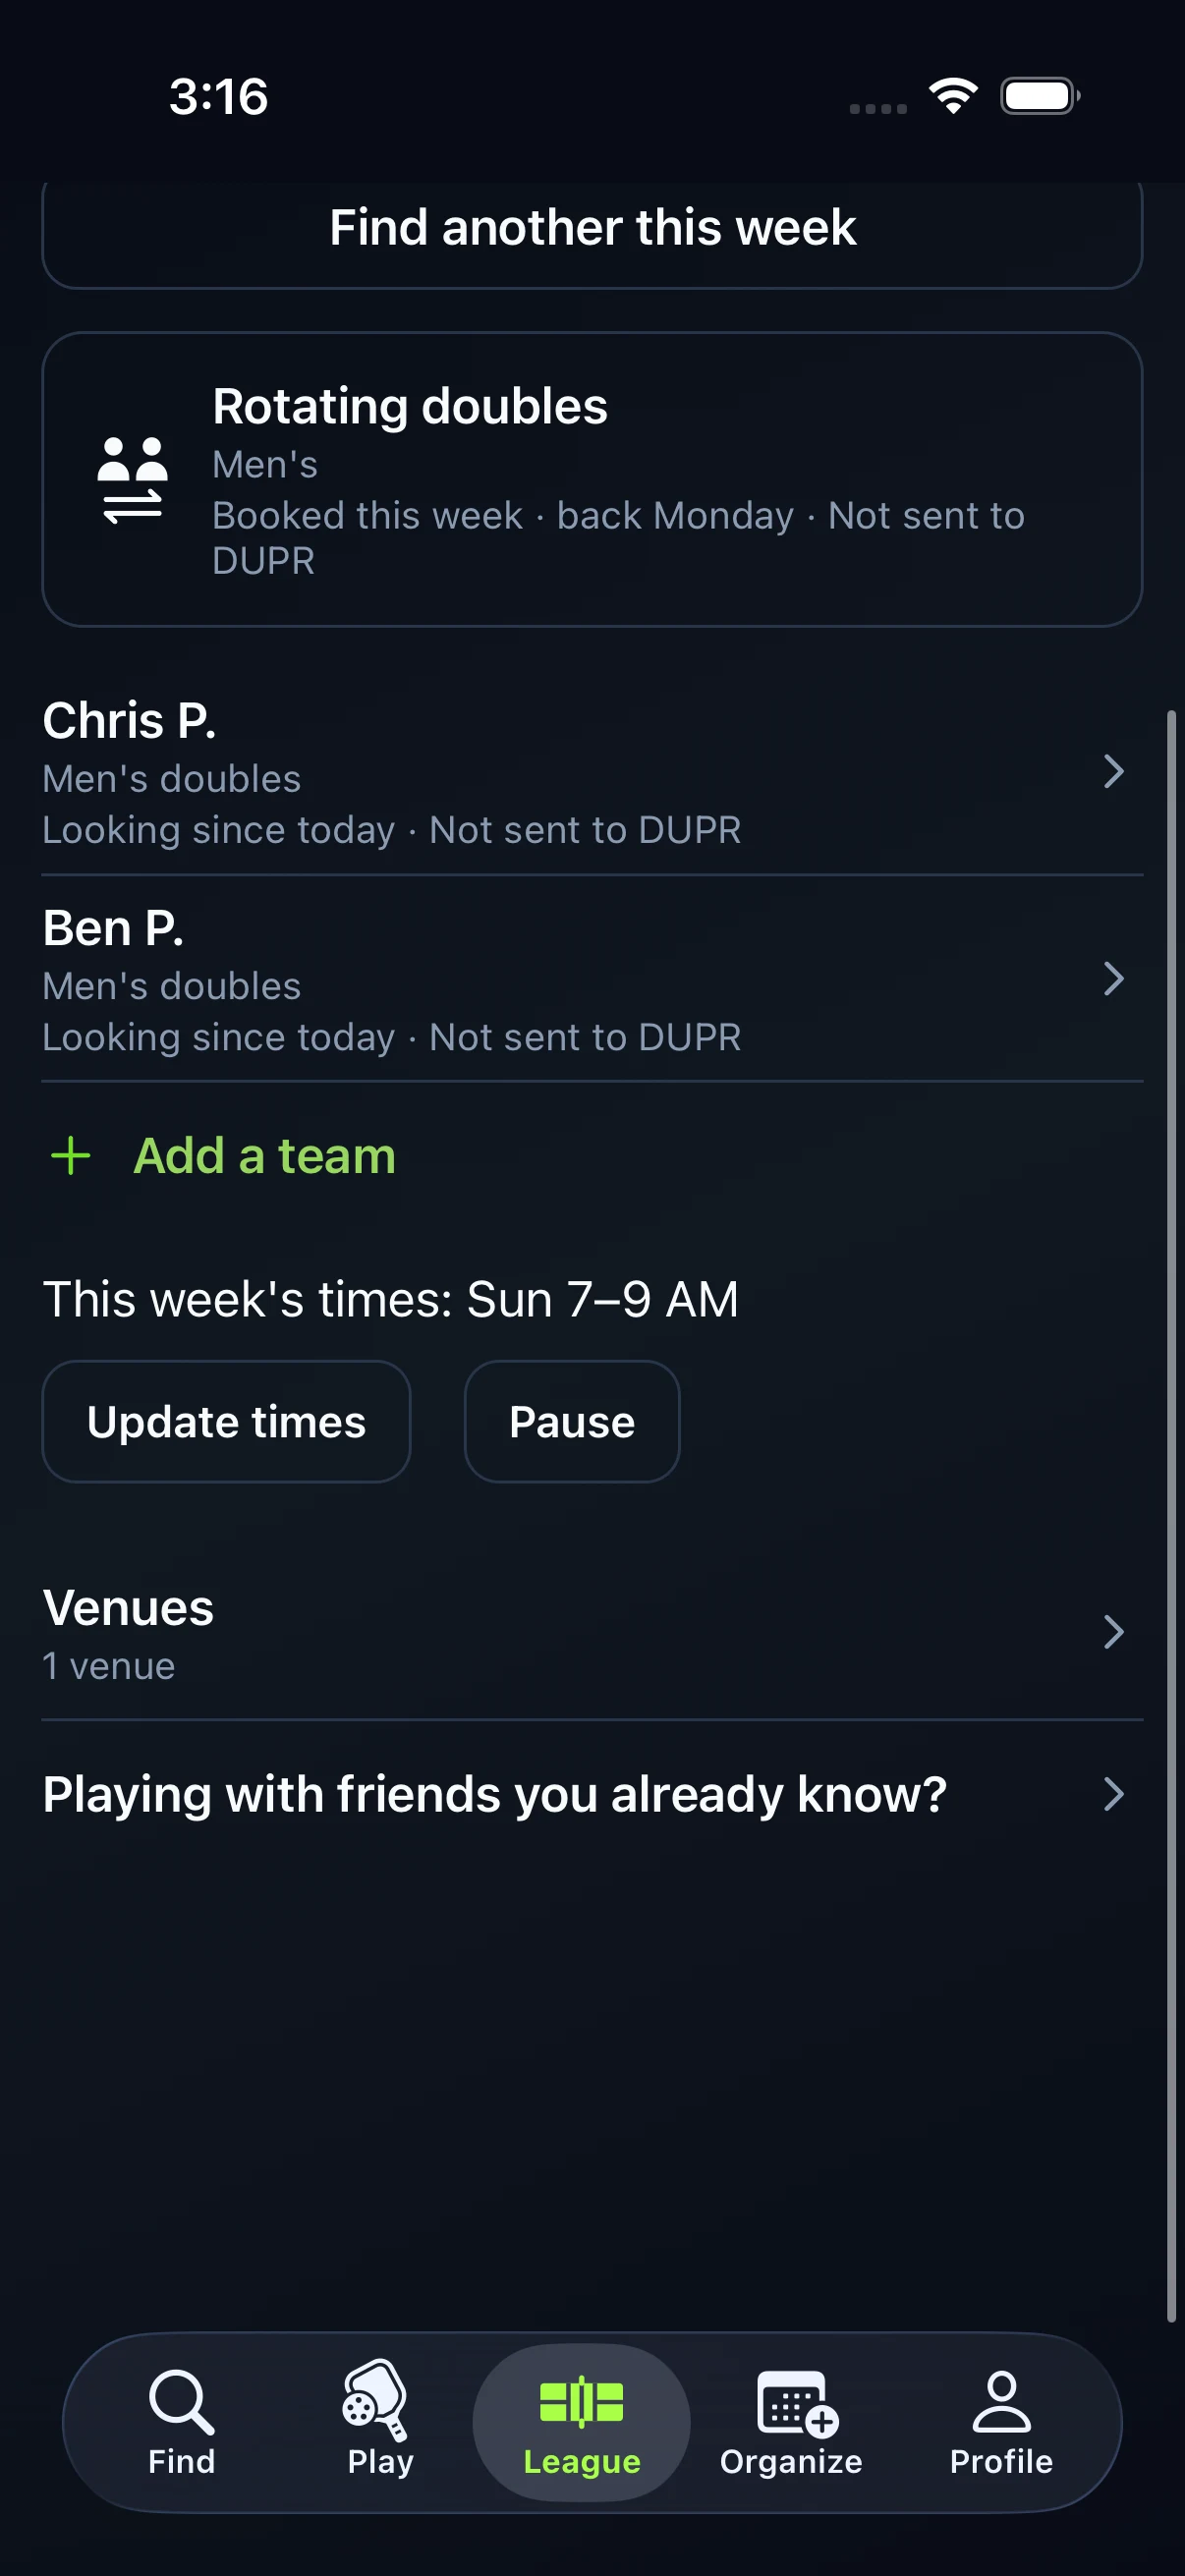 3:16
Find another this week
Rotating doubles
Men's
Booked this week · back Monday · Not sent to
DUPR
Chris P.
Men's doubles
Looking since today · Not sent to DUPR
Ben P.
Men's doubles
Looking since today · Not sent to DUPR
+ Add a team
This week's times: Sun 7–9 AM
Update times
Pause
Venues
1 venue
Playing with friends you already know?
Find
Play
League
Organize
Profile